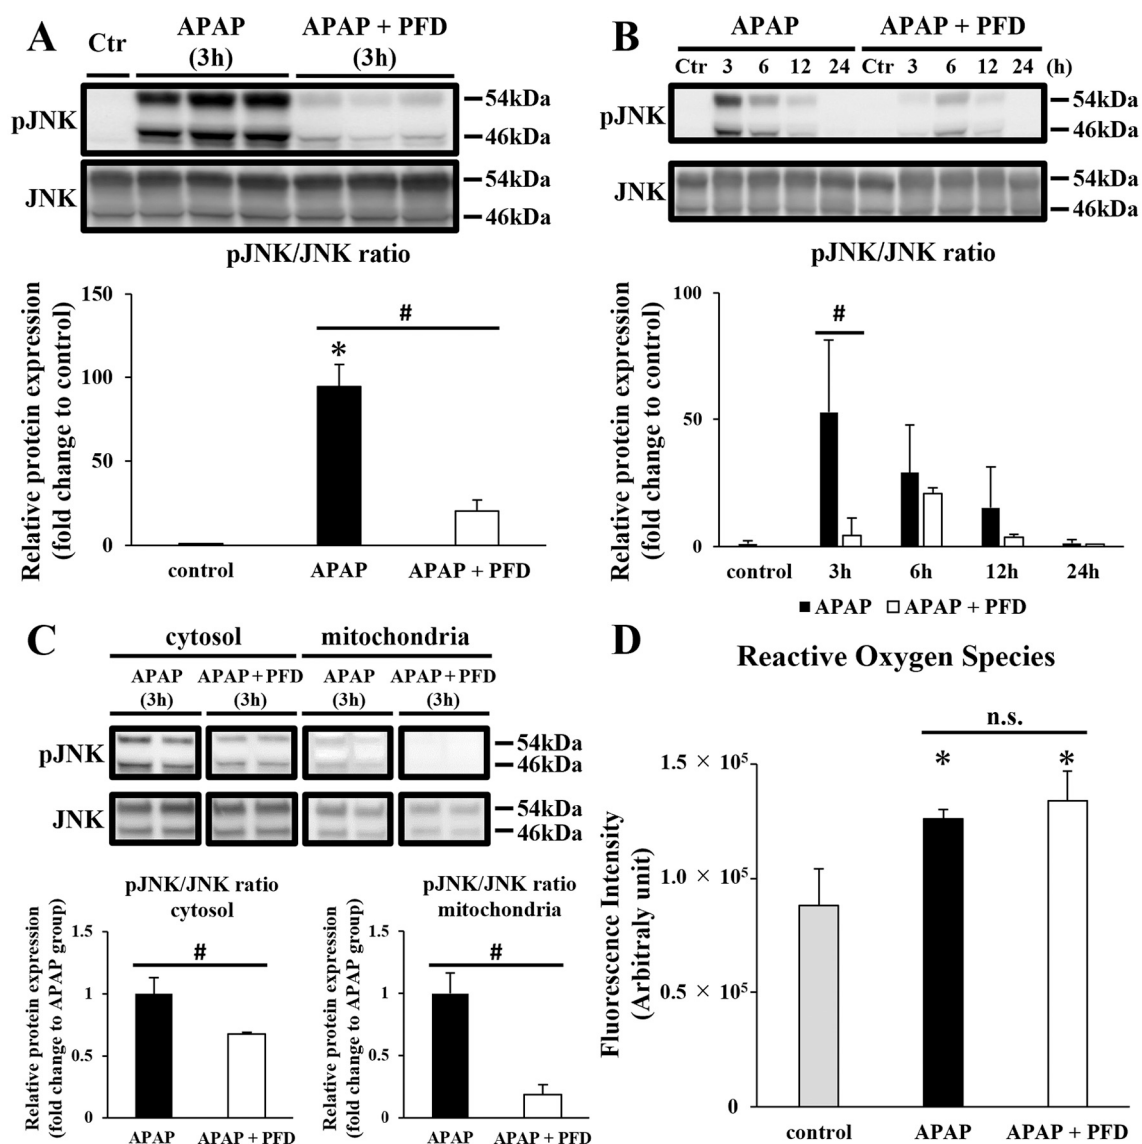 A
Ctr
APAP
(3h)
APAP + PFD
(3h)
pJNK
54kDa
46kDa
JNK
54kDa
46kDa
pJNK/JNK ratio
Relative protein expression
(fold change to control)
150
100
50
0
#
*
control
APAP
APAP + PFD
B
APAP
APAP + PFD
Ctr 3 6 12 24 Ctr 3 6 12 24 (h)
pJNK
54kDa
46kDa
JNK
54kDa
46kDa
pJNK/JNK ratio
Relative protein expression
(fold change to control)
100
50
0
#
control
3h
6h
12h
24h
APAP
APAP + PFD
C
cytosol
mitochondria
APAP
(3h)
APAP + PFD
(3h)
APAP
(3h)
APAP + PFD
(3h)
pJNK
54kDa
46kDa
JNK
54kDa
46kDa
pJNK/JNK ratio
cytosol
Relative protein expression
(fold change to APAP group)
1.5
1
0.5
0
#
APAP
APAP + PFD
pJNK/JNK ratio
mitochondria
Relative protein expression
(fold change to APAP group)
1.5
1
0.5
0
#
APAP
APAP + PFD
D
Reactive Oxygen Species
n.s.
* *
Fluorescence Intensity
(Arbitraly unit)
1.5 × 10⁵
1.0 × 10⁵
0.5 × 10⁵
0
control
APAP
APAP + PFD